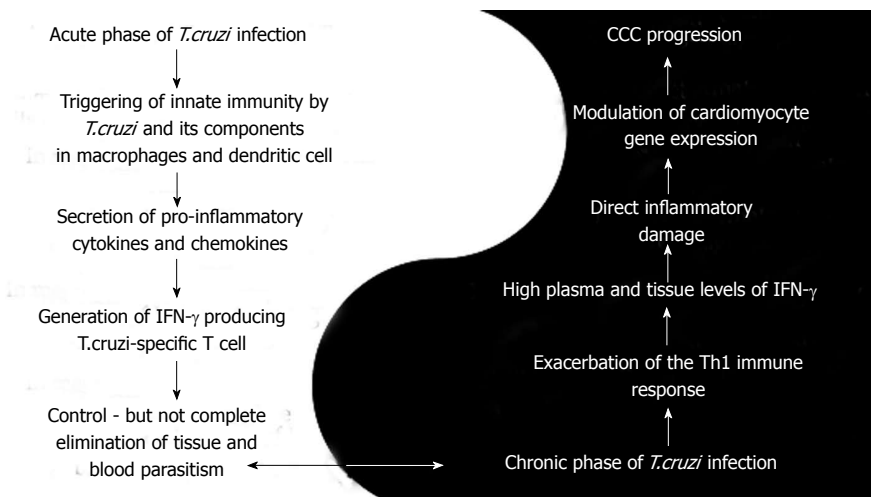 Acute phase of T.cruzi infection
Triggering of innate immunity by
T.cruzi and its components
in macrophages and dendritic cell
Secretion of pro-inflammatory
cytokines and chemokines
Generation of IFN-γ producing
T.cruzi-specific T cell
Control - but not complete
elimination of tissue and
blood parasitism
CCC progression
Modulation of cardiomyocyte
gene expression
Direct inflammatory
damage
High plasma and tissue levels of IFN-γ
Exacerbation of the Th1 immune
response
Chronic phase of T.cruzi infection